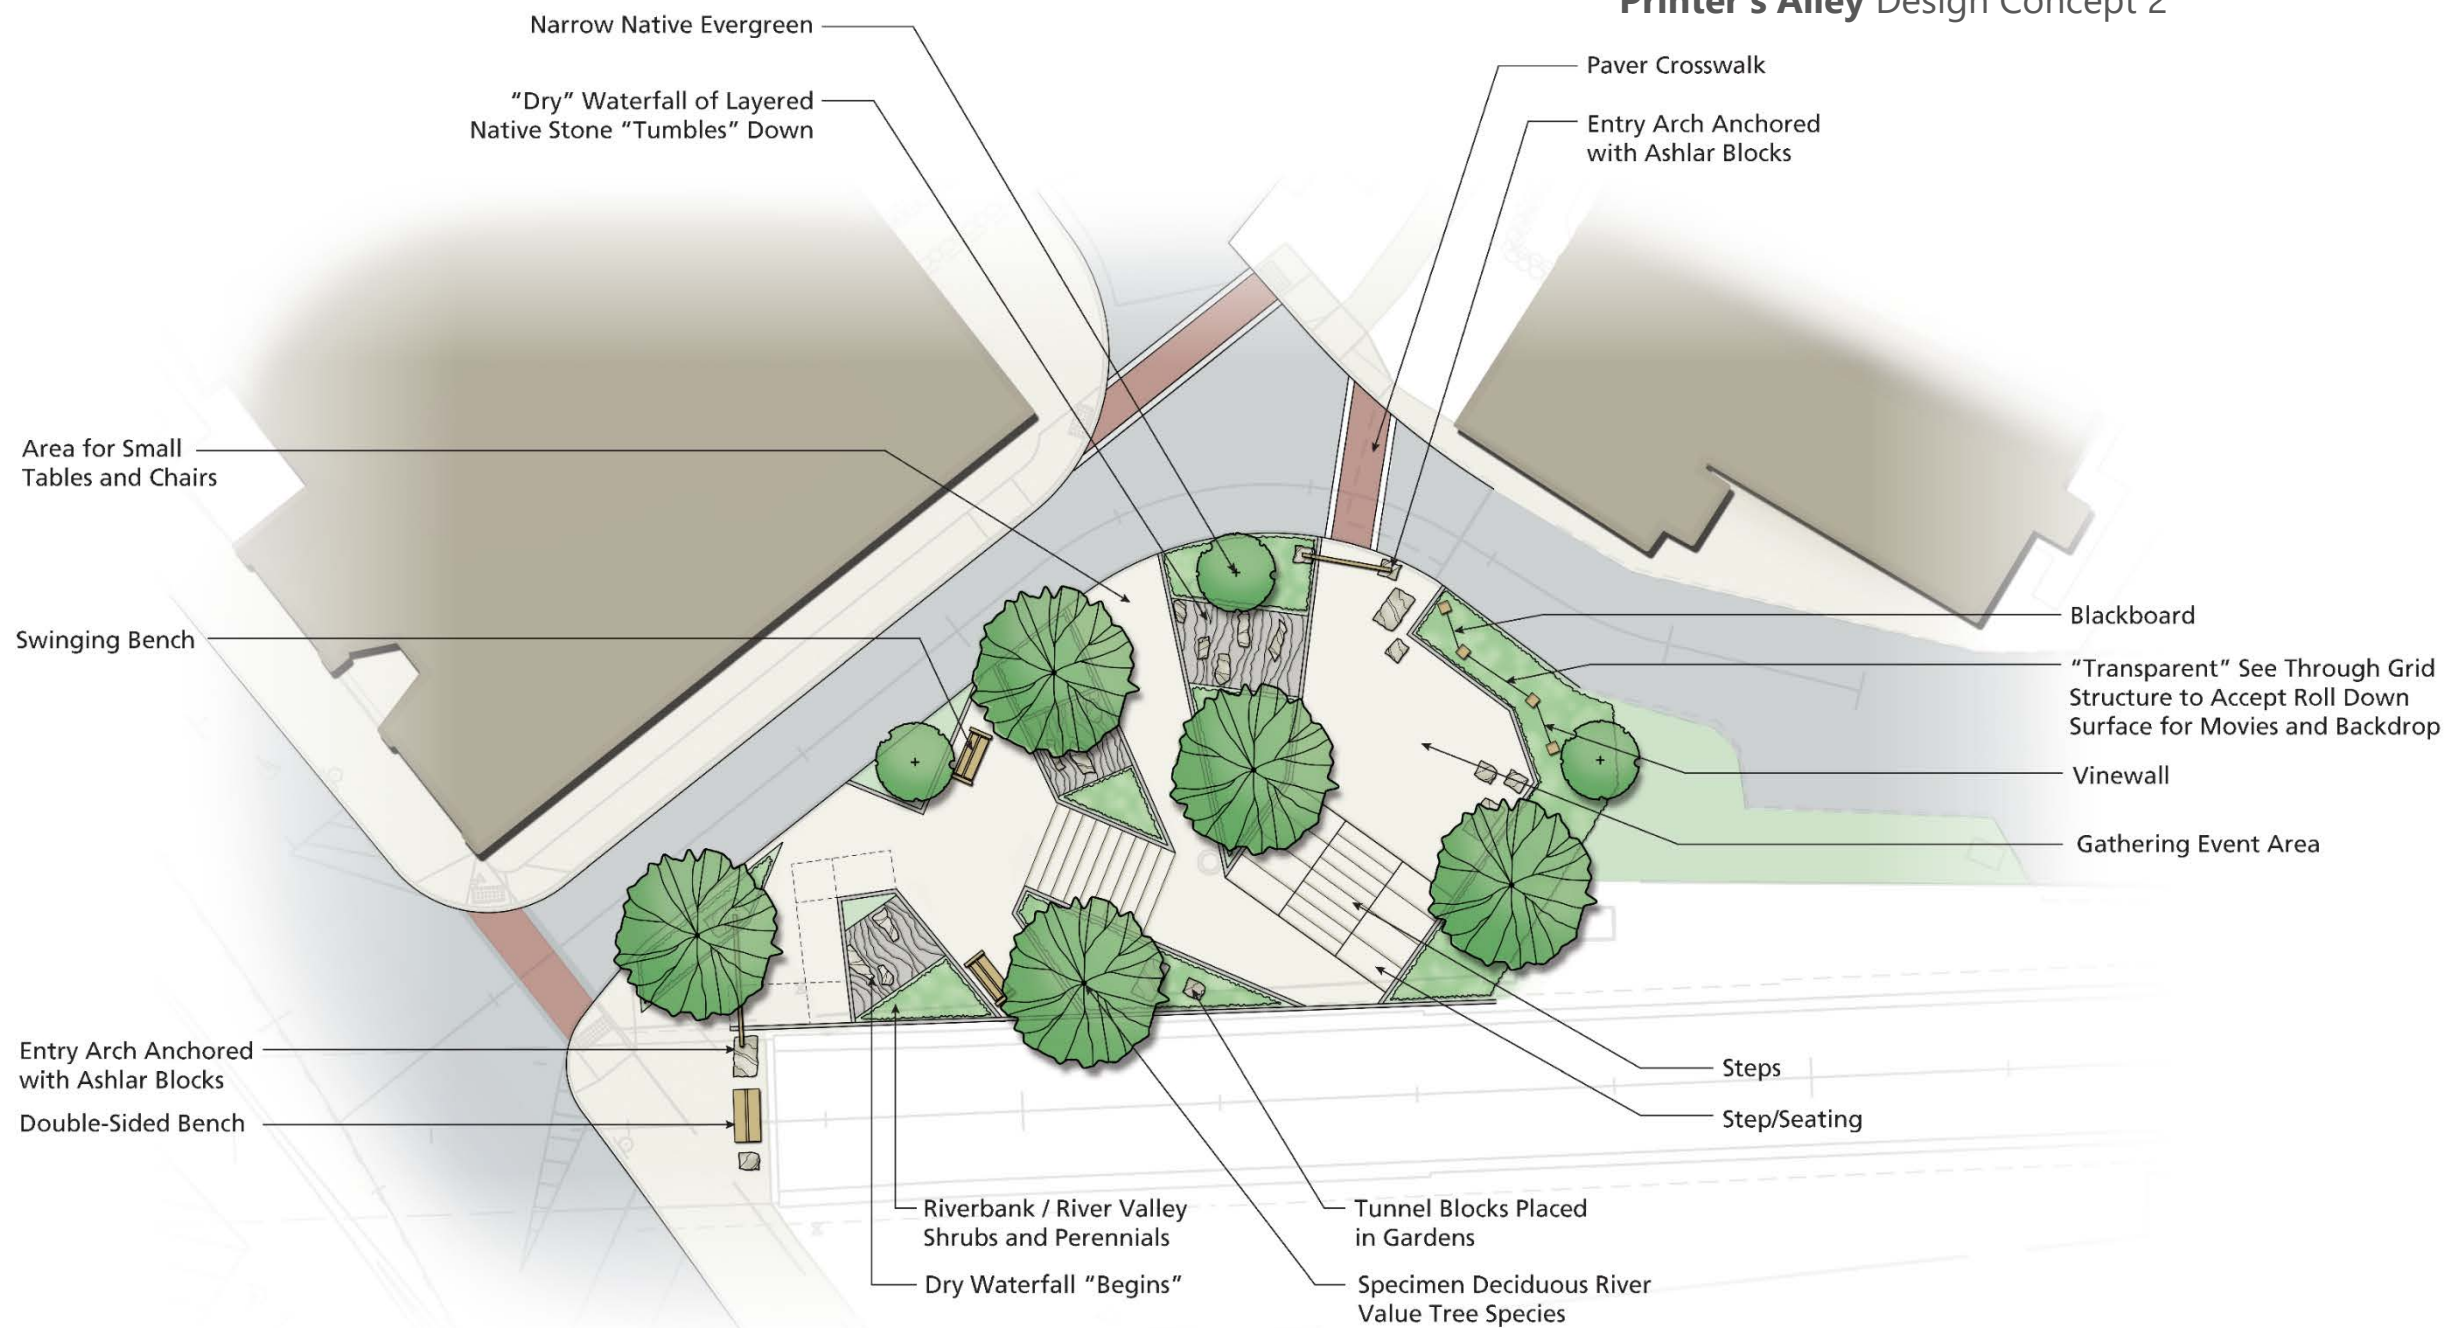 Printer's Alley Design Concept 2
Narrow Native Evergreen
“Dry” Waterfall of Layered
Native Stone “Tumbles” Down
Paver Crosswalk
Entry Arch Anchored
with Ashlar Blocks
Area for Small
Tables and Chairs
Swinging Bench
Blackboard
“Transparent” See Through Grid
Structure to Accept Roll Down
Surface for Movies and Backdrop
Vinewall
Gathering Event Area
Entry Arch Anchored
with Ashlar Blocks
Double-Sided Bench
Steps
Step/Seating
Riverbank / River Valley
Shrubs and Perennials
Dry Waterfall “Begins”
Tunnel Blocks Placed
in Gardens
Specimen Deciduous River
Value Tree Species